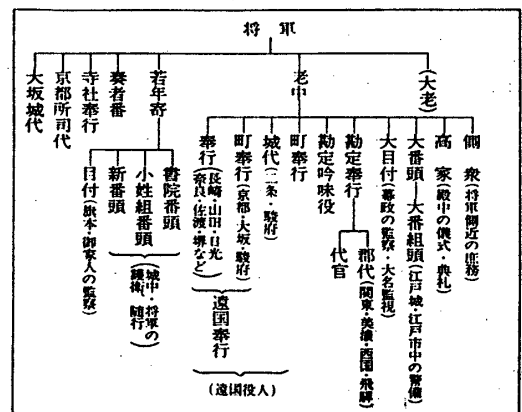 将軍
(大老)
老中
若年寄
奏者番
寺社奉行
京都所司代
大坂城代
側衆(将軍側近の庶務)
高家(殿中の儀式・典礼)
大番頭―大番組頭(江戸城・江戸市中の警備)
大目付(幕政の監察・大名監視)
勘定奉行
郡代(関東・美濃・西国・飛驒)
代官
勘定吟味役
町奉行
城代(二条・駿府)
町奉行(京都・大坂・駿府)
奉行(長崎・山田・日光
奈良・佐渡・堺など)
遠国奉行
(遠国役人)
書院番頭
小姓組番頭
新番頭
(城中・将軍の
護衛、随行)
目付(旗本・御家人の監察)